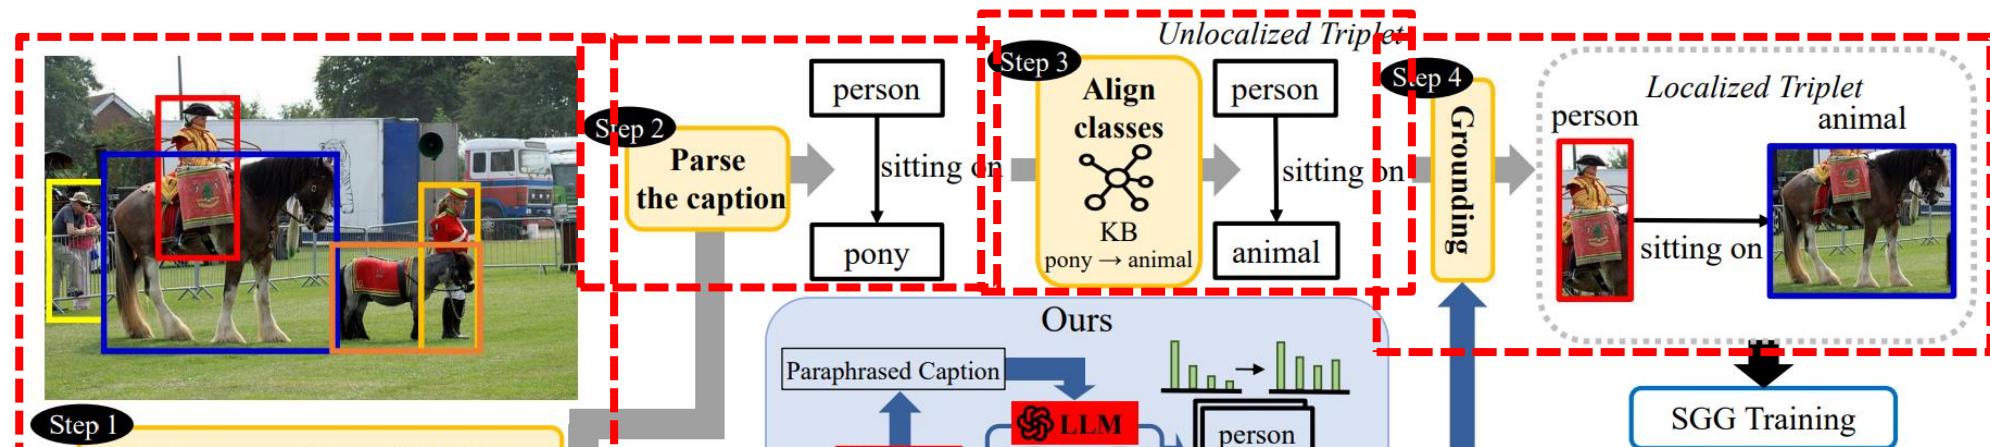 Step 1
Step 2
Parse
the caption
person
sitting on
pony
Step 3
Align
classes
KB
pony → animal
Unlocalized Triplet
person
sitting on
animal
Step 4
Grounding
Localized Triplet
person
animal
sitting on
SGG Training
Ours
Paraphrased Caption
LLM
person